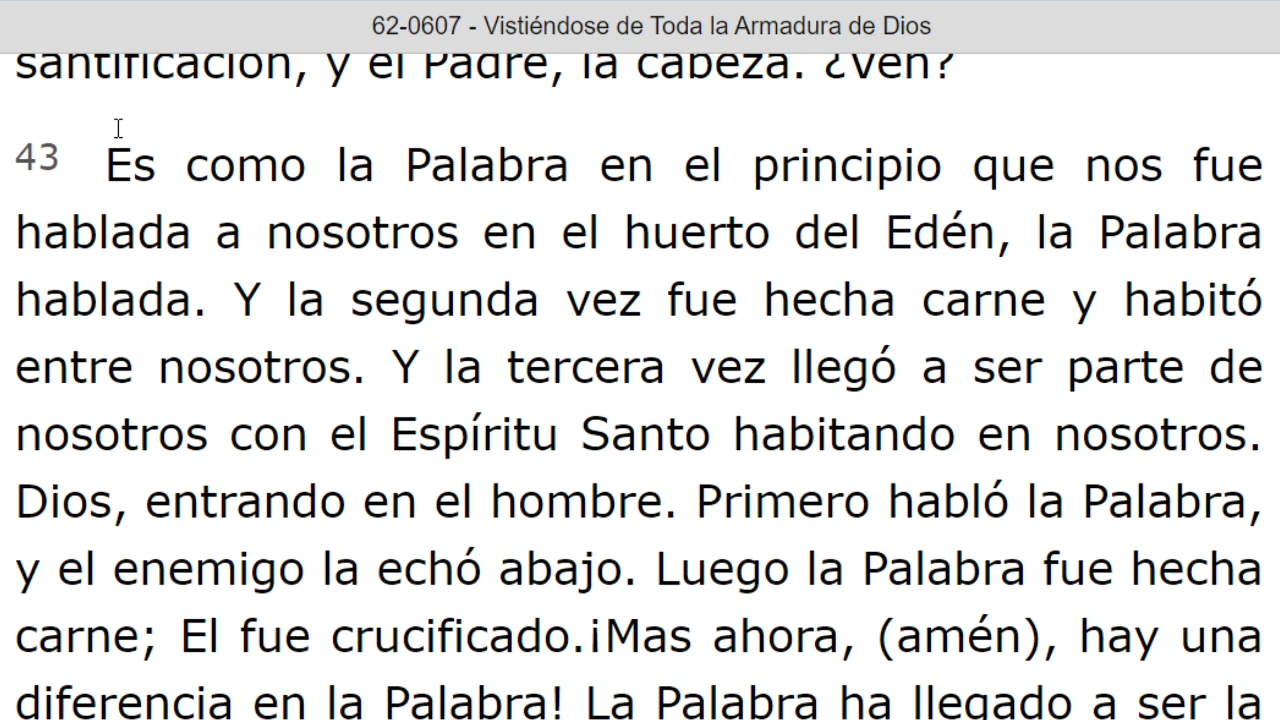 62-0607 - Vistiéndose de Toda la Armadura de Dios
santificación, y el Padre, la cabeza. ¿Ven?
43 Es como la Palabra en el principio que nos fue
hablada a nosotros en el huerto del Edén, la Palabra
hablada. Y la segunda vez fue hecha carne y habitó
entre nosotros. Y la tercera vez llegó a ser parte de
nosotros con el Espíritu Santo habitando en nosotros.
Dios, entrando en el hombre. Primero habló la Palabra,
y el enemigo la echó abajo. Luego la Palabra fue hecha
carne; El fue crucificado.¡Mas ahora, (amén), hay una
diferencia en la Palabra! La Palabra ha llegado a ser la